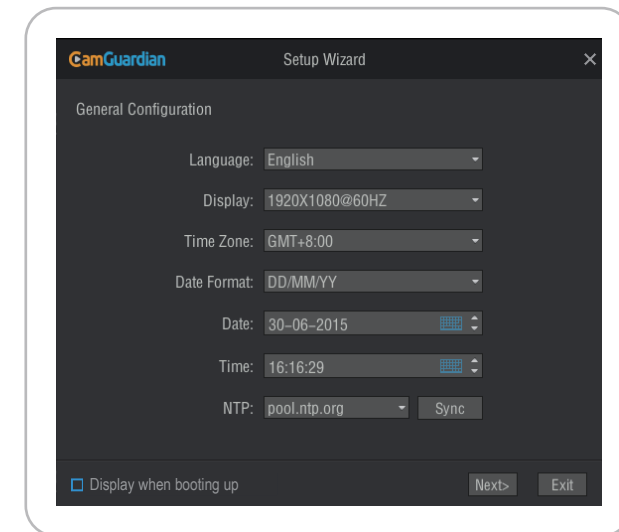 CamGuardian Setup Wizard ×
General Configuration
Language: English
Display: 1920X1080@60HZ
Time Zone: GMT+8:00
Date Format: DD/MM/YY
Date: 30-06-2015
Time: 16:16:29
NTP: pool.ntp.org Sync
Display when booting up Next> Exit